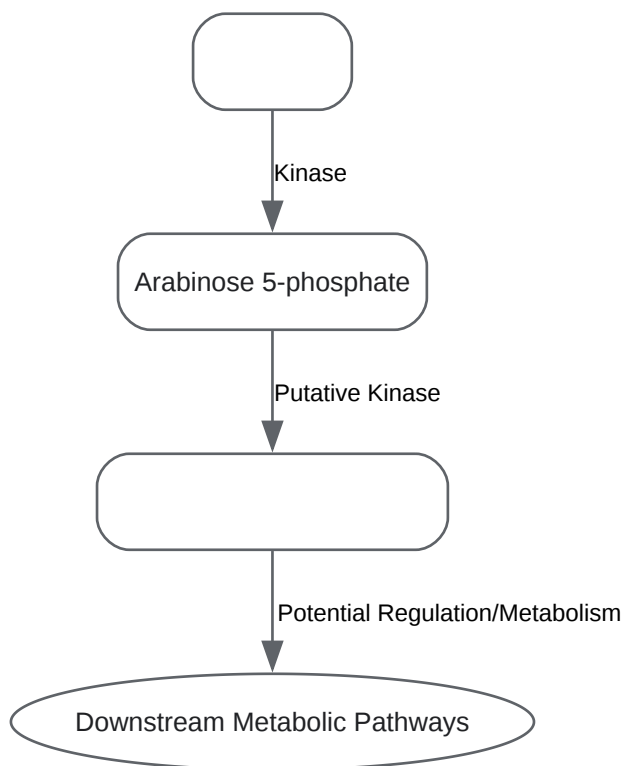 Kinase
Arabinose 5-phosphate
Putative Kinase
Potential Regulation/Metabolism
Downstream Metabolic Pathways